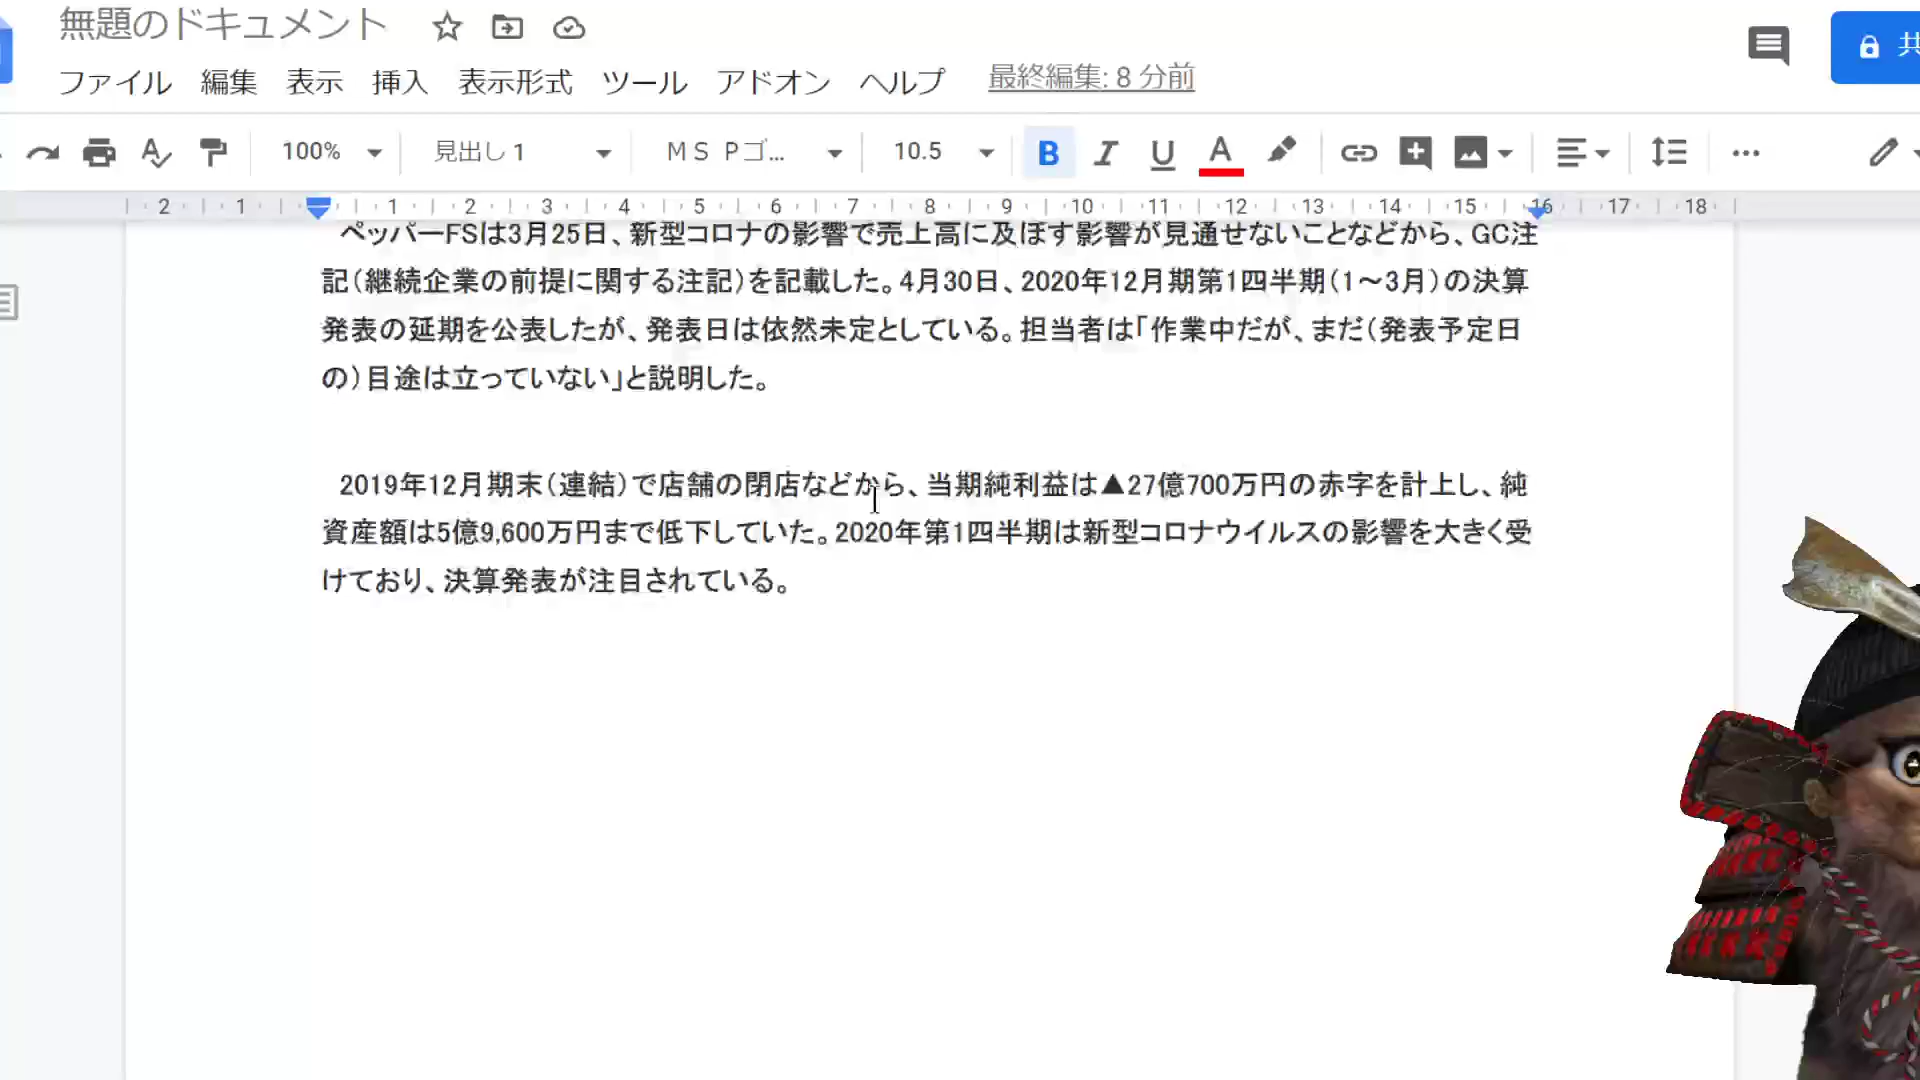 無題のドキュメント
共
ファイル 編集 表示 挿入 表示形式 ツール アドオン ヘルプ 最終編集: 8 分前
100% 見出し 1 ＭＳ Ｐゴ... 10.5 B I U A
2 1 1 2 3 4 5 6 7 8 9 10 11 12 13 14 15 16 17 18
ペッパーFSは3月25日、新型コロナの影響で売上高に及ぼす影響が見通せないことなどから、GC注
記（継続企業の前提に関する注記）を記載した。4月30日、2020年12月期第1四半期（1～3月）の決算
発表の延期を公表したが、発表日は依然未定としている。担当者は「作業中だが、まだ（発表予定日
の）目途は立っていない」と説明した。
2019年12月期末（連結）で店舗の閉店などから、当期純利益は▲27億700万円の赤字を計上し、純
資産額は5億9,600万円まで低下していた。2020年第1四半期は新型コロナウイルスの影響を大きく受
けており、決算発表が注目されている。